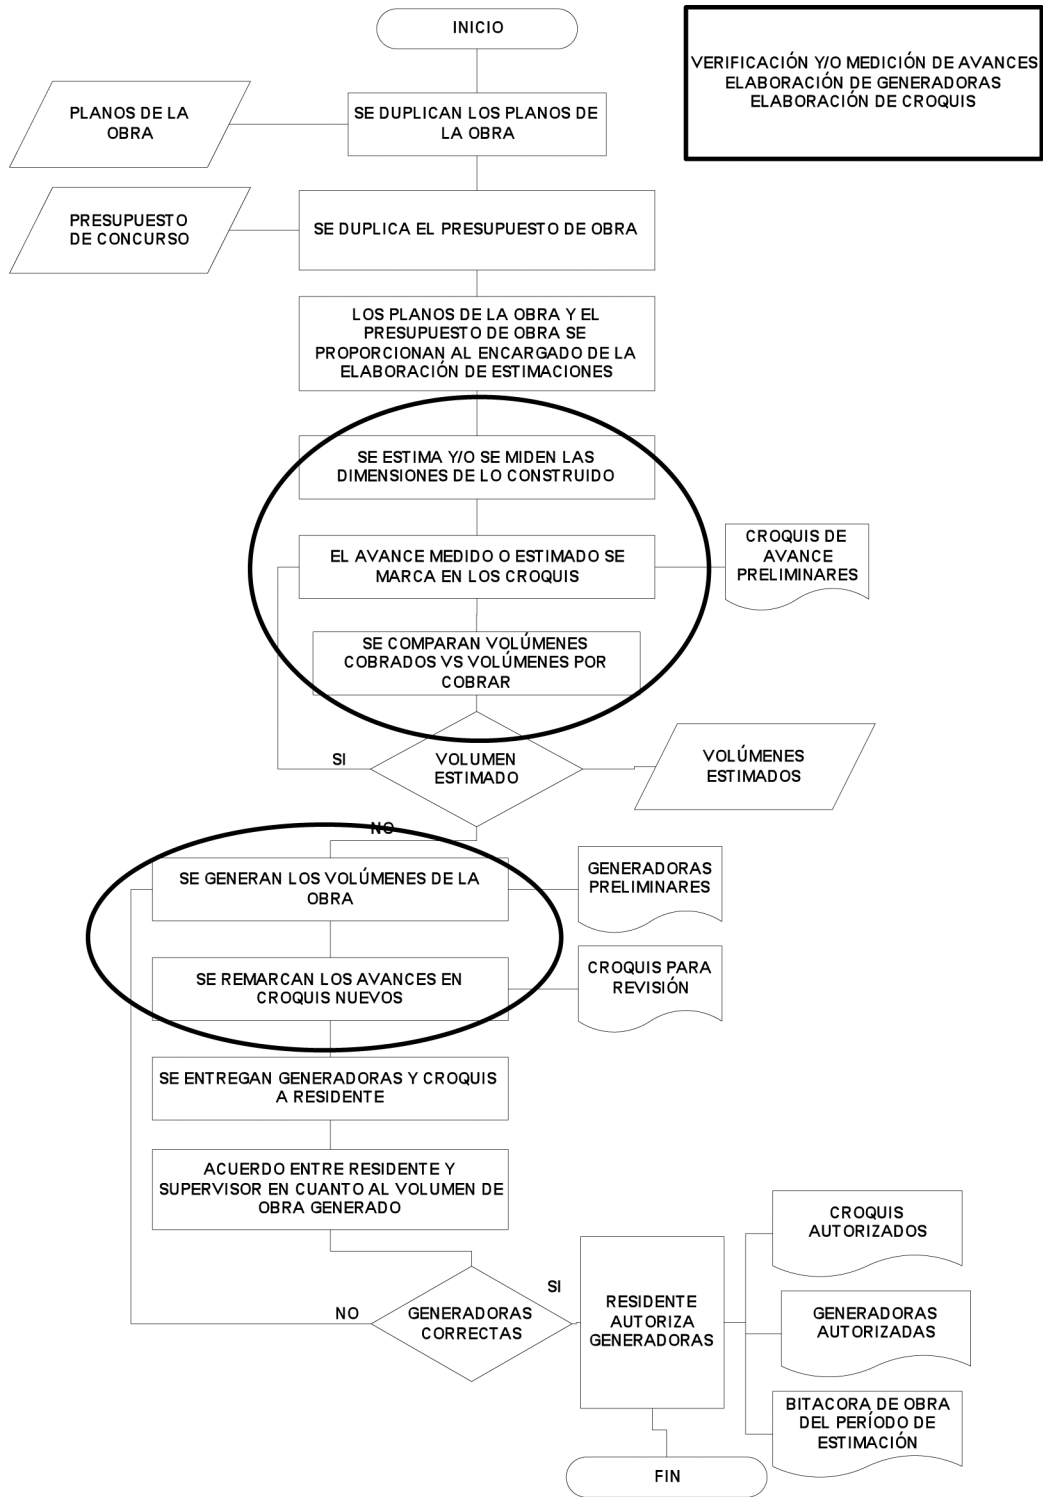 INICIO
VERIFICACIÓN Y/O MEDICIÓN DE AVANCES
ELABORACIÓN DE GENERADORAS
ELABORACIÓN DE CROQUIS
PLANOS DE LA
OBRA
SE DUPLICAN LOS PLANOS DE
LA OBRA
PRESUPUESTO
DE CONCURSO
SE DUPLICA EL PRESUPUESTO DE OBRA
LOS PLANOS DE LA OBRA Y EL
PRESUPUESTO DE OBRA SE
PROPORCIONAN AL ENCARGADO DE LA
ELABORACIÓN DE ESTIMACIONES
SE ESTIMA Y/O SE MIDEN LAS
DIMENSIONES DE LO CONSTRUIDO
EL AVANCE MEDIDO O ESTIMADO SE
MARCA EN LOS CROQUIS
CROQUIS DE
AVANCE
PRELIMINARES
SE COMPARAN VOLÚMENES
COBRADOS VS VOLÚMENES POR
COBRAR
SI
VOLUMEN
ESTIMADO
VOLÚMENES
ESTIMADOS
NO
SE GENERAN LOS VOLÚMENES DE LA
OBRA
GENERADORAS
PRELIMINARES
SE REMARCAN LOS AVANCES EN
CROQUIS NUEVOS
CROQUIS PARA
REVISIÓN
SE ENTREGAN GENERADORAS Y CROQUIS
A RESIDENTE
ACUERDO ENTRE RESIDENTE Y
SUPERVISOR EN CUANTO AL VOLUMEN DE
OBRA GENERADO
NO
GENERADORAS
CORRECTAS
SI
RESIDENTE
AUTORIZA
GENERADORAS
CROQUIS
AUTORIZADOS
GENERADORAS
AUTORIZADAS
BITACORA DE OBRA
DEL PERÍODO DE
ESTIMACIÓN
FIN